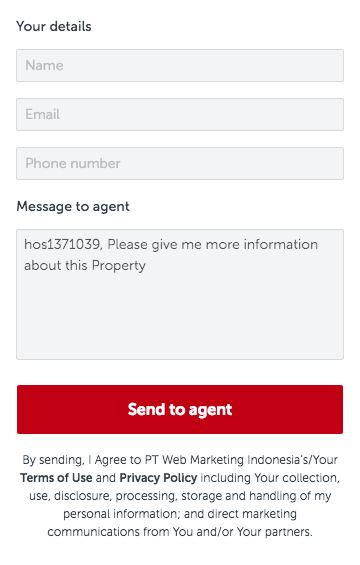 Your details
Name
Email
Phone number
Message to agent
hos1371039, Please give me more information
about this Property
Send to agent
By sending, I Agree to PT Web Marketing Indonesia's/Your
Terms of Use and Privacy Policy including Your collection,
use, disclosure, processing, storage and handling of my
personal information; and direct marketing
communications from You and/or Your partners.